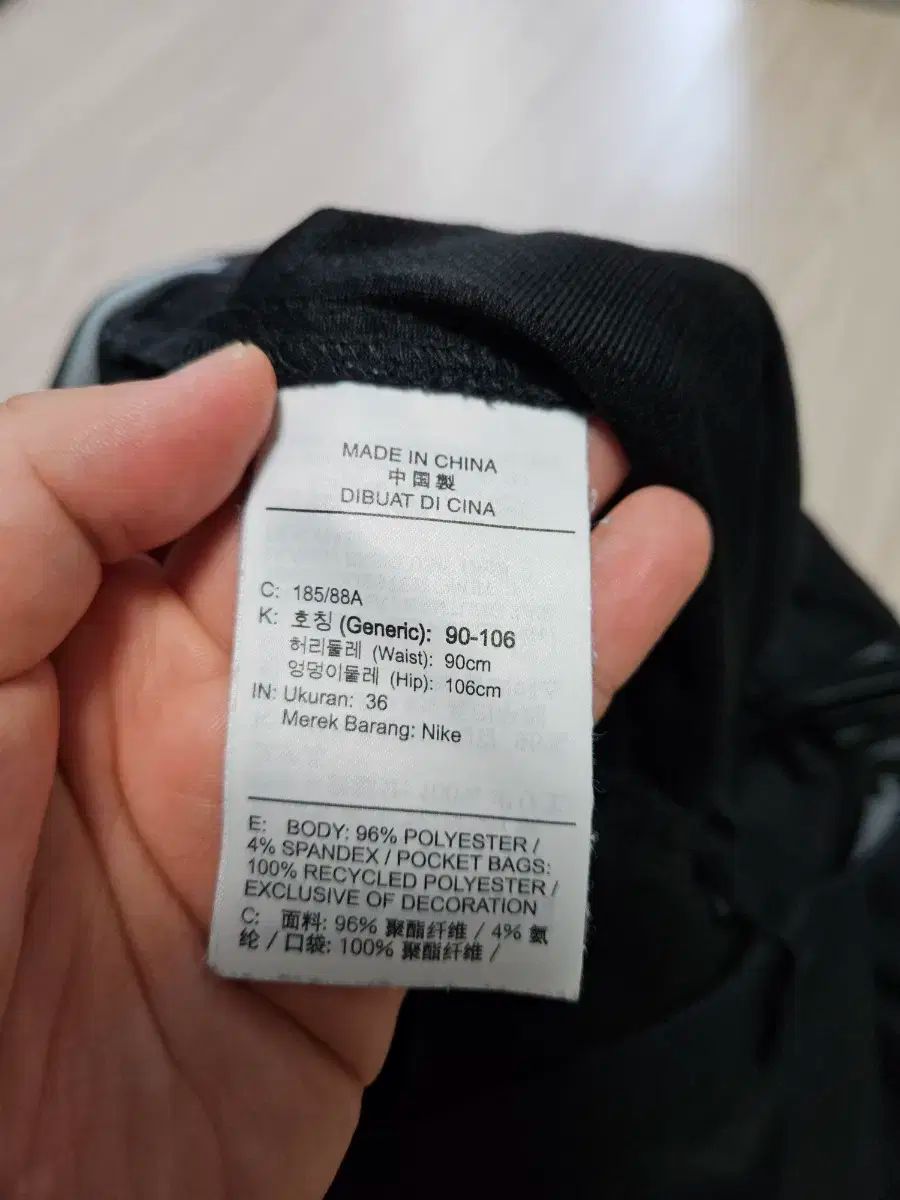 MADE IN CHINA
中国製
DIBUAT DI CINA
C: 185/88A
K: 호칭 (Generic): 90-106
허리둘레 (Waist): 90cm
엉덩이둘레 (Hip): 106cm
IN: Ukuran: 36
Merek Barang: Nike
E: BODY: 96% POLYESTER /
4% SPANDEX / POCKET BAGS:
100% RECYCLED POLYESTER /
EXCLUSIVE OF DECORATION
C: 面料: 96% 聚酯纤维 / 4% 氨
纶 / 口袋: 100% 聚酯纤维 /